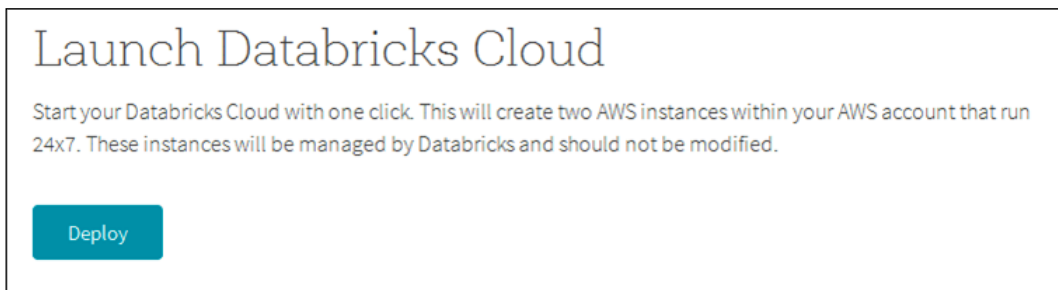 Launch Databricks Cloud
Start your Databricks Cloud with one click. This will create two AWS instances within your AWS account that run
24x7. These instances will be managed by Databricks and should not be modified.
Deploy